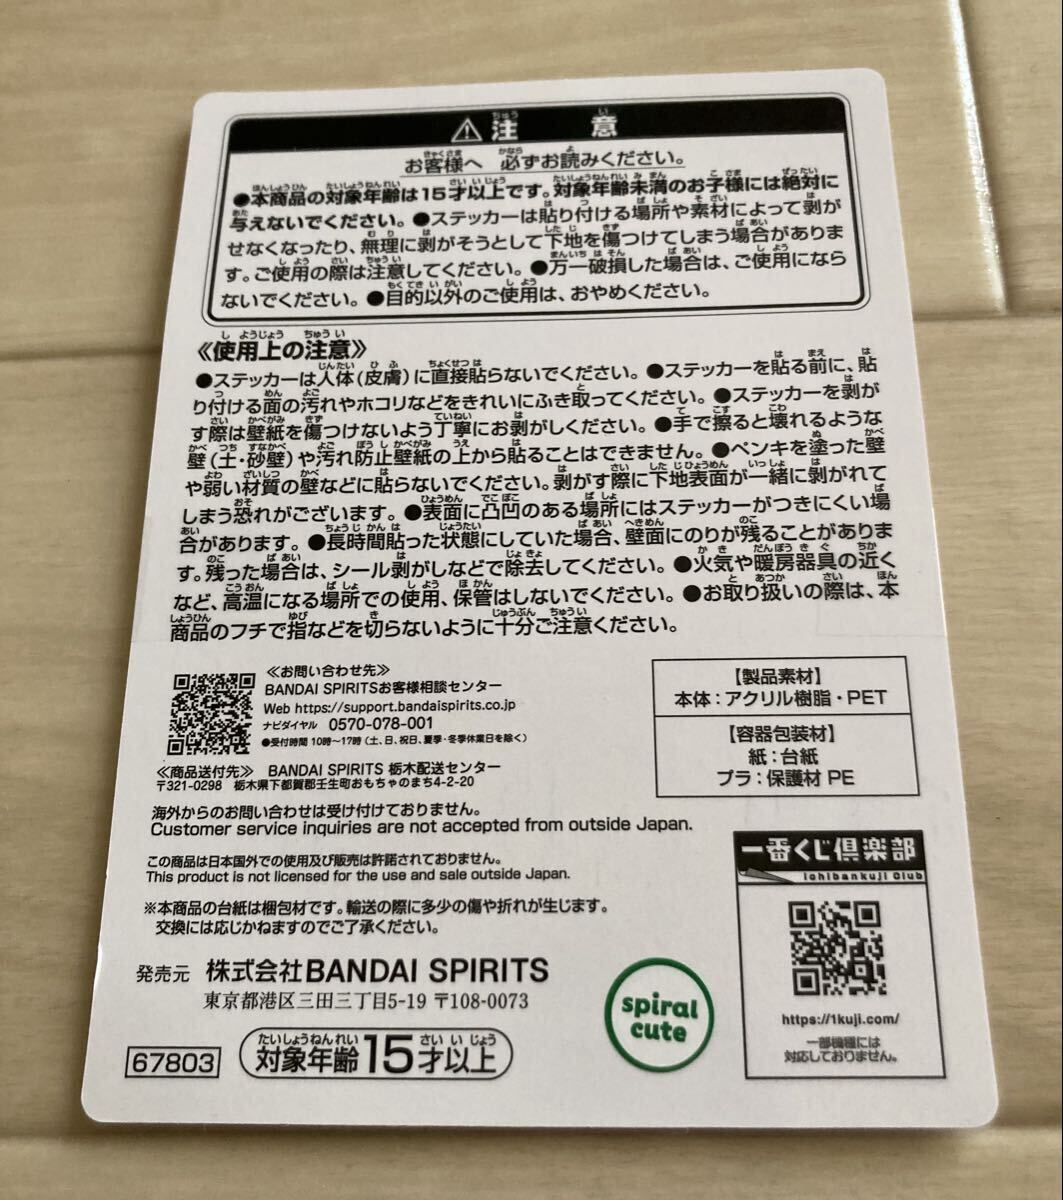 ⚠注意
お客様へ 必ずお読みください。
●本商品の対象年齢は15才以上です。対象年齢未満のお子様には絶対に
与えないでください。●ステッカーは貼り付ける場所や素材によって剥が
せなくなったり、無理に剥がそうとして下地を傷つけてしまう場合がありま
す。ご使用の際は注意してください。●万一破損した場合は、ご使用になら
ないでください。●目的以外のご使用は、おやめください。
《使用上の注意》
●ステッカーは人体(皮膚)に直接貼らないでください。●ステッカーを貼る前に、貼
り付ける面の汚れやホコリなどをきれいにふき取ってください。●ステッカーを剥が
す際は壁紙を傷つけないよう丁寧にお剥がしください。●手で擦ると壊れるような
壁(土・砂壁)や汚れ防止壁紙の上から貼ることはできません。●ペンキを塗った壁
や弱い材質の壁などに貼らないでください。剥がす際に下地表面が一緒に剥がれて
しまう恐れがございます。●表面に凸凹のある場所にはステッカーがつきにくい場
合があります。●長時間貼った状態にしていた場合、壁面にのりが残ることがありま
す。残った場合は、シール剥がしなどで除去してください。●火気や暖房器具の近く
など、高温になる場所での使用、保管はしないでください。●お取り扱いの際は、本
商品のフチで指などを切らないように十分ご注意ください。
《お問い合わせ先》
BANDAI SPIRITSお客様相談センター
Web https://support.bandaispirits.co.jp
ナビダイヤル 0570-078-001
●受付時間 10時〜17時(土、日、祝日、夏季・冬季休業日を除く)
《商品送付先》 BANDAI SPIRITS 栃木配送センター
〒321-0298 栃木県下都賀郡壬生町おもちゃのまち4-2-20
【製品素材】
本体：アクリル樹脂・PET
【容器包装材】
紙：台紙
プラ：保護材 PE
海外からのお問い合わせは受け付けておりません。
Customer service inquiries are not accepted from outside Japan.
この商品は日本国外での使用及び販売は許諾されておりません。
This product is not licensed for the use and sale outside Japan.
※本商品の台紙は梱包材です。輸送の際に多少の傷や折れが生じます。
交換には応じかねますのでご了承ください。
発売元 株式会社BANDAI SPIRITS
東京都港区三田三丁目5-19 〒108-0073
67803
対象年齢15才以上
spiral
cute
一番くじ倶楽部
Ichibankuji Club
https://1kuji.com/
一部機種には
対応しておりません。